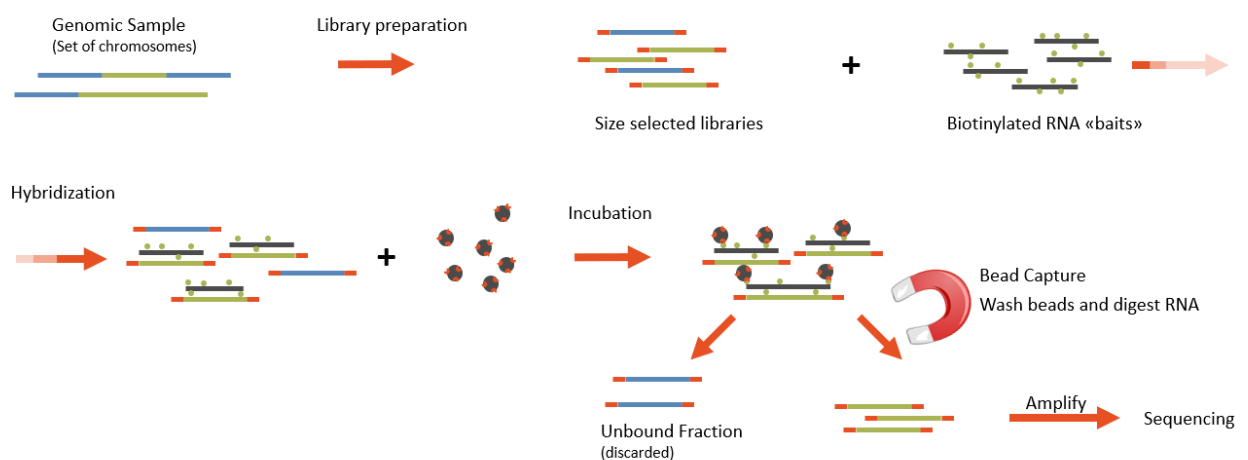 Genomic Sample
(Set of chromosomes)
Library preparation
+
Size selected libraries
Biotinylated RNA «baits»
Hybridization
+
Incubation
Bead Capture
Wash beads and digest RNA
Unbound Fraction
(discarded)
Amplify
Sequencing